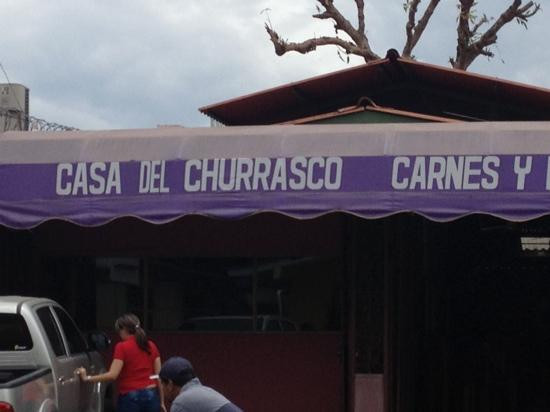 CASA DEL CHURRASCO CARNES Y